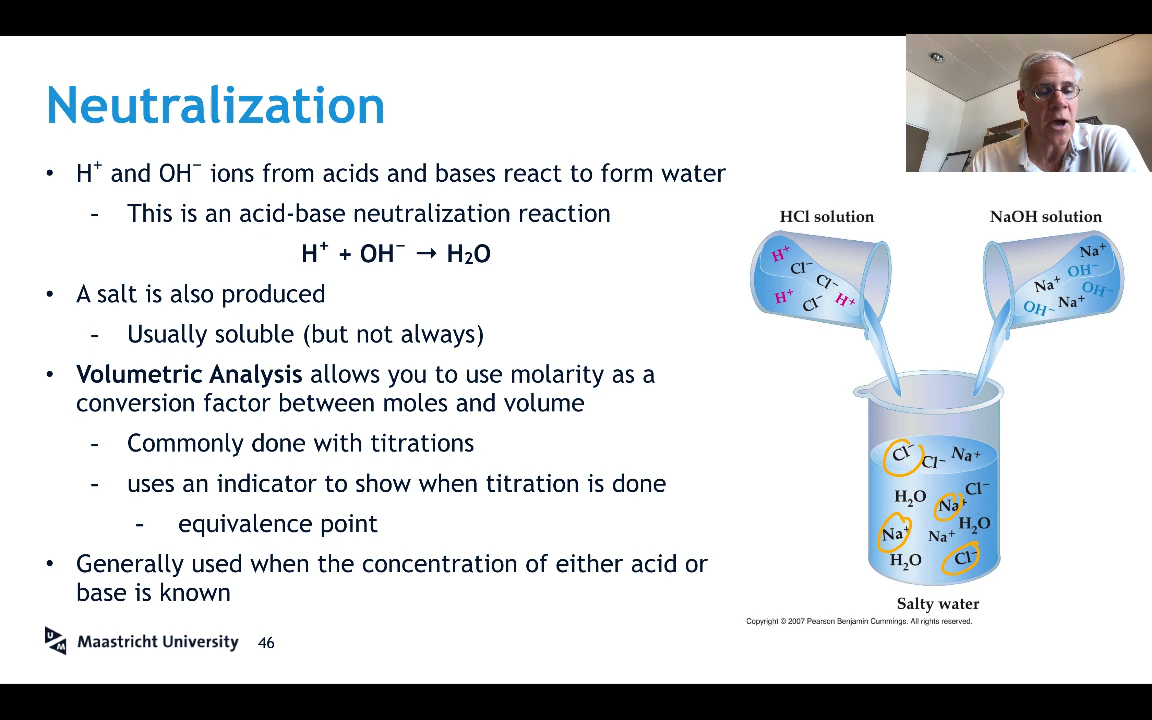 Neutralization
• H⁺ and OH⁻ ions from acids and bases react to form water
- This is an acid-base neutralization reaction
H⁺ + OH⁻ → H₂O
• A salt is also produced
- Usually soluble (but not always)
• Volumetric Analysis allows you to use molarity as a
conversion factor between moles and volume
- Commonly done with titrations
- uses an indicator to show when titration is done
- equivalence point
• Generally used when the concentration of either acid or
base is known
UM
Maastricht University 46
HCl solution
NaOH solution
H⁺
Cl⁻
Cl⁻
H⁺
Cl⁻
H⁺
Na⁺
OH⁻
Na⁺
OH⁻
Na⁺
OH⁻
Cl⁻ Cl⁻ Na⁺
H₂O Na⁺ Cl⁻
Na⁺ Na⁺ H₂O
H₂O Cl⁻
Salty water
Copyright © 2007 Pearson Benjamin Cummings. All rights reserved.